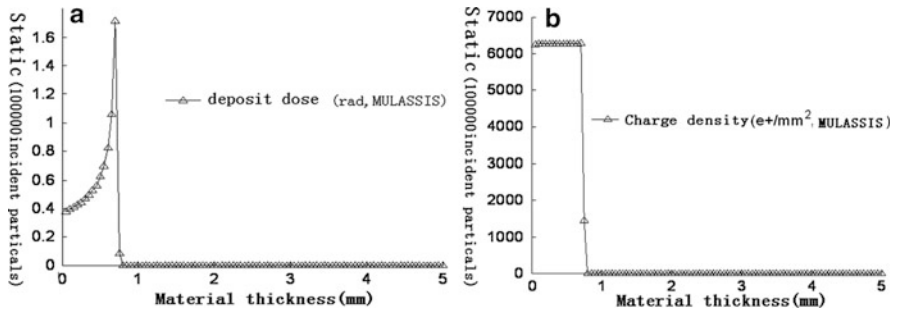 a
Static(100000incident particals)
1.6
1.4
1.2
1
0.8
0.6
0.4
0.2
0
deposit dose (rad, MULASSIS)
0 1 2 3 4 5
Material thickness(mm)
b
Static(100000incident particals)
7000
6000
5000
4000
3000
2000
1000
0
Charge density(e+/mm², MULASSIS)
0 1 2 3 4 5
Material thickness(mm)